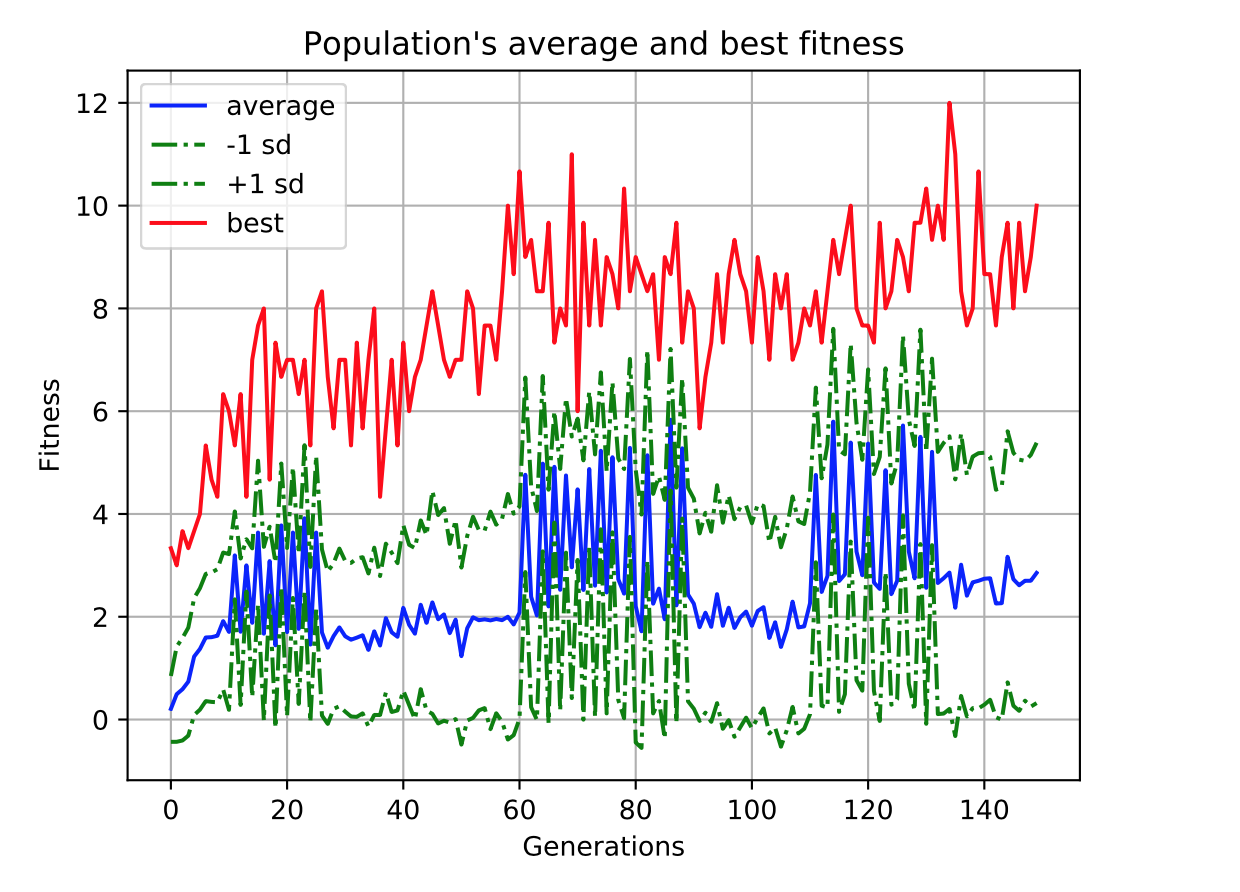 Population's average and best fitness
average
-1 sd
+1 sd
best
12
10
8
6
4
2
0
Fitness
0 20 40 60 80 100 120 140
Generations